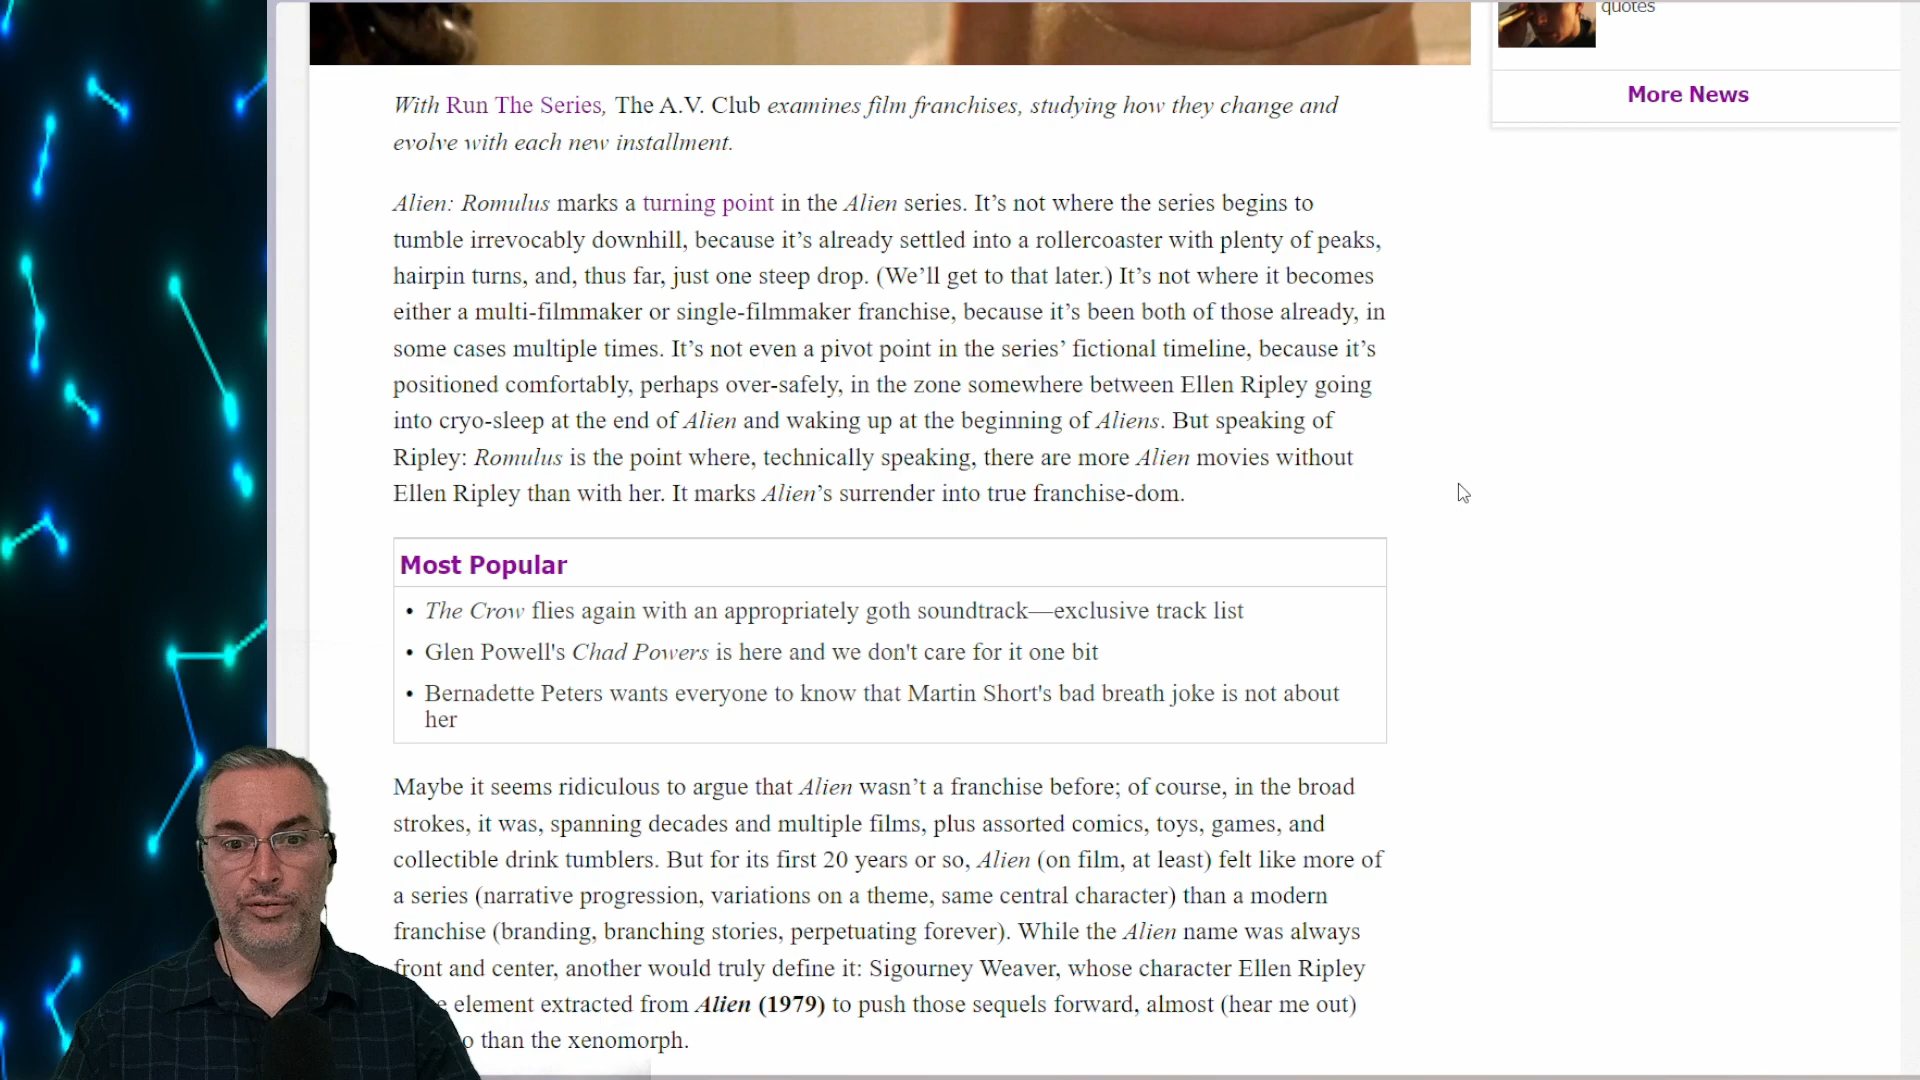 quotes
More News
With Run The Series, The A.V. Club examines film franchises, studying how they change and
evolve with each new installment.
Alien: Romulus marks a turning point in the Alien series. It’s not where the series begins to
tumble irrevocably downhill, because it’s already settled into a rollercoaster with plenty of peaks,
hairpin turns, and, thus far, just one steep drop. (We’ll get to that later.) It’s not where it becomes
either a multi-filmmaker or single-filmmaker franchise, because it’s been both of those already, in
some cases multiple times. It’s not even a pivot point in the series’ fictional timeline, because it’s
positioned comfortably, perhaps over-safely, in the zone somewhere between Ellen Ripley going
into cryo-sleep at the end of Alien and waking up at the beginning of Aliens. But speaking of
Ripley: Romulus is the point where, technically speaking, there are more Alien movies without
Ellen Ripley than with her. It marks Alien’s surrender into true franchise-dom.
Most Popular
• The Crow flies again with an appropriately goth soundtrack—exclusive track list
• Glen Powell's Chad Powers is here and we don't care for it one bit
• Bernadette Peters wants everyone to know that Martin Short's bad breath joke is not about
her
Maybe it seems ridiculous to argue that Alien wasn’t a franchise before; of course, in the broad
strokes, it was, spanning decades and multiple films, plus assorted comics, toys, games, and
collectible drink tumblers. But for its first 20 years or so, Alien (on film, at least) felt like more of
a series (narrative progression, variations on a theme, same central character) than a modern
franchise (branding, branching stories, perpetuating forever). While the Alien name was always
front and center, another would truly define it: Sigourney Weaver, whose character Ellen Ripley
element extracted from Alien (1979) to push those sequels forward, almost (hear me out)
than the xenomorph.